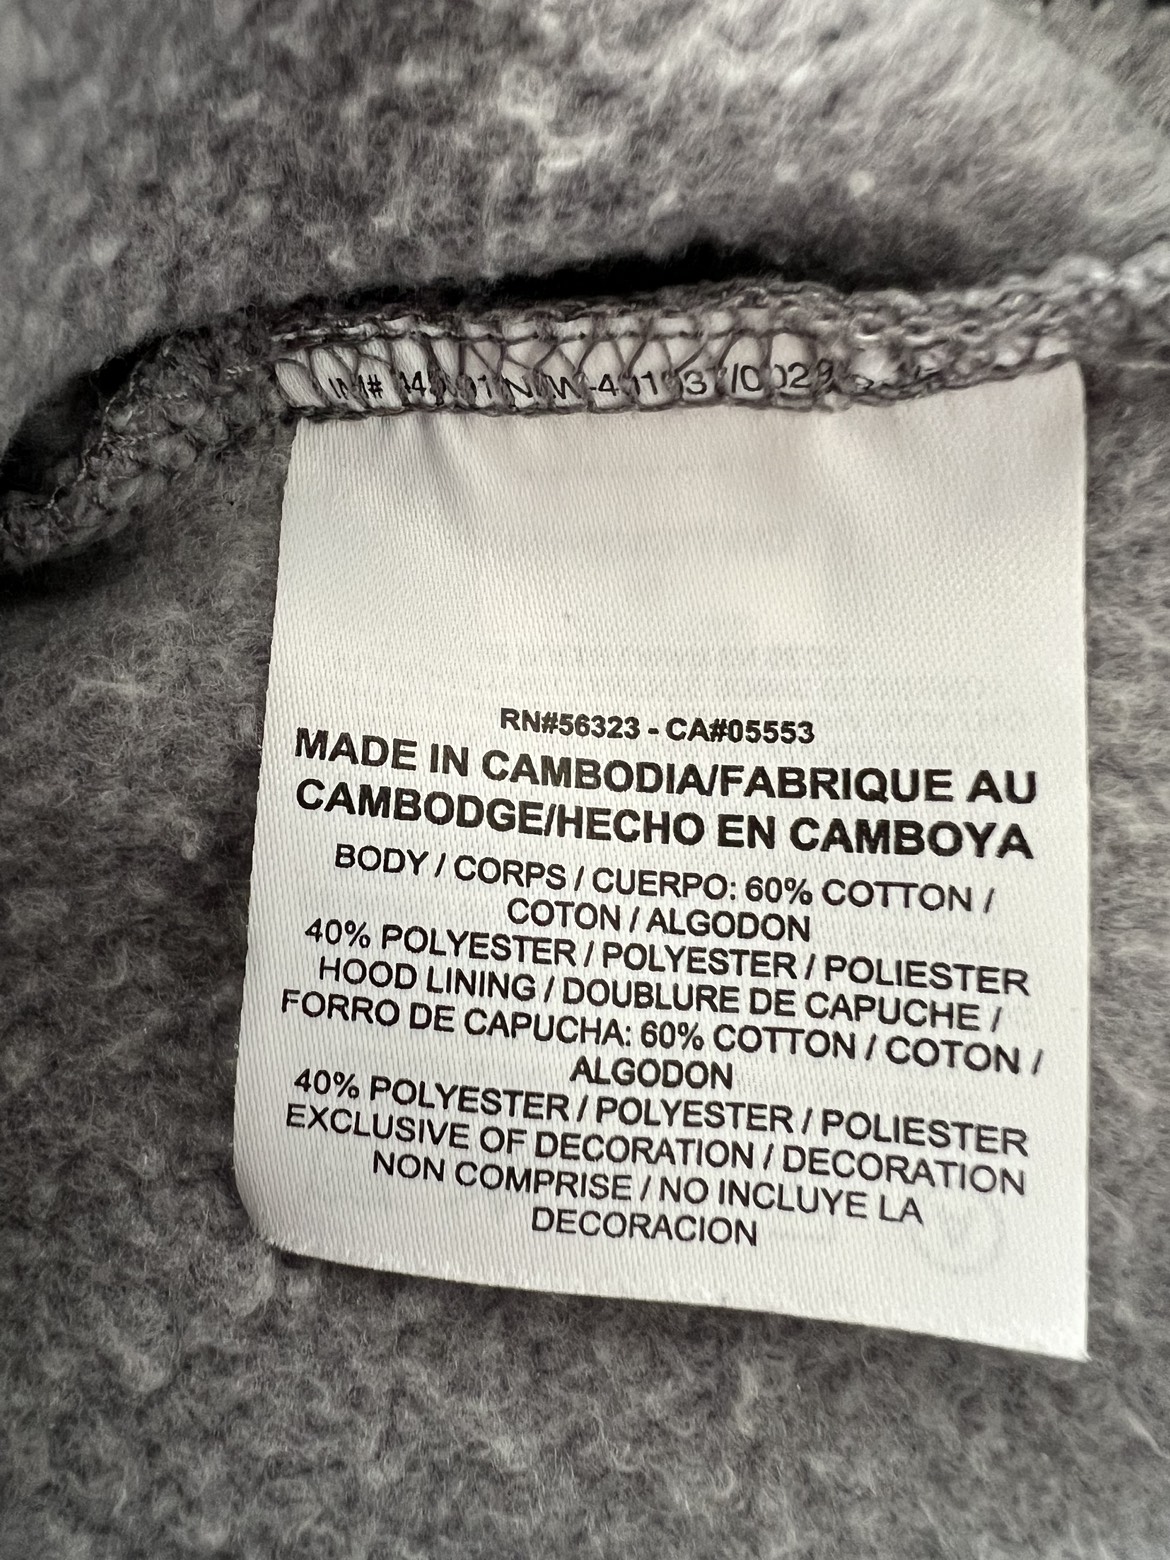 RN#56323 - CA#05553
MADE IN CAMBODIA/FABRIQUE AU
CAMBODGE/HECHO EN CAMBOYA
BODY / CORPS / CUERPO: 60% COTTON /
COTON / ALGODON
40% POLYESTER / POLYESTER / POLIESTER
HOOD LINING / DOUBLURE DE CAPUCHE /
FORRO DE CAPUCHA: 60% COTTON / COTON /
ALGODON
40% POLYESTER / POLYESTER / POLIESTER
EXCLUSIVE OF DECORATION / DECORATION
NON COMPRISE / NO INCLUYE LA
DECORACION